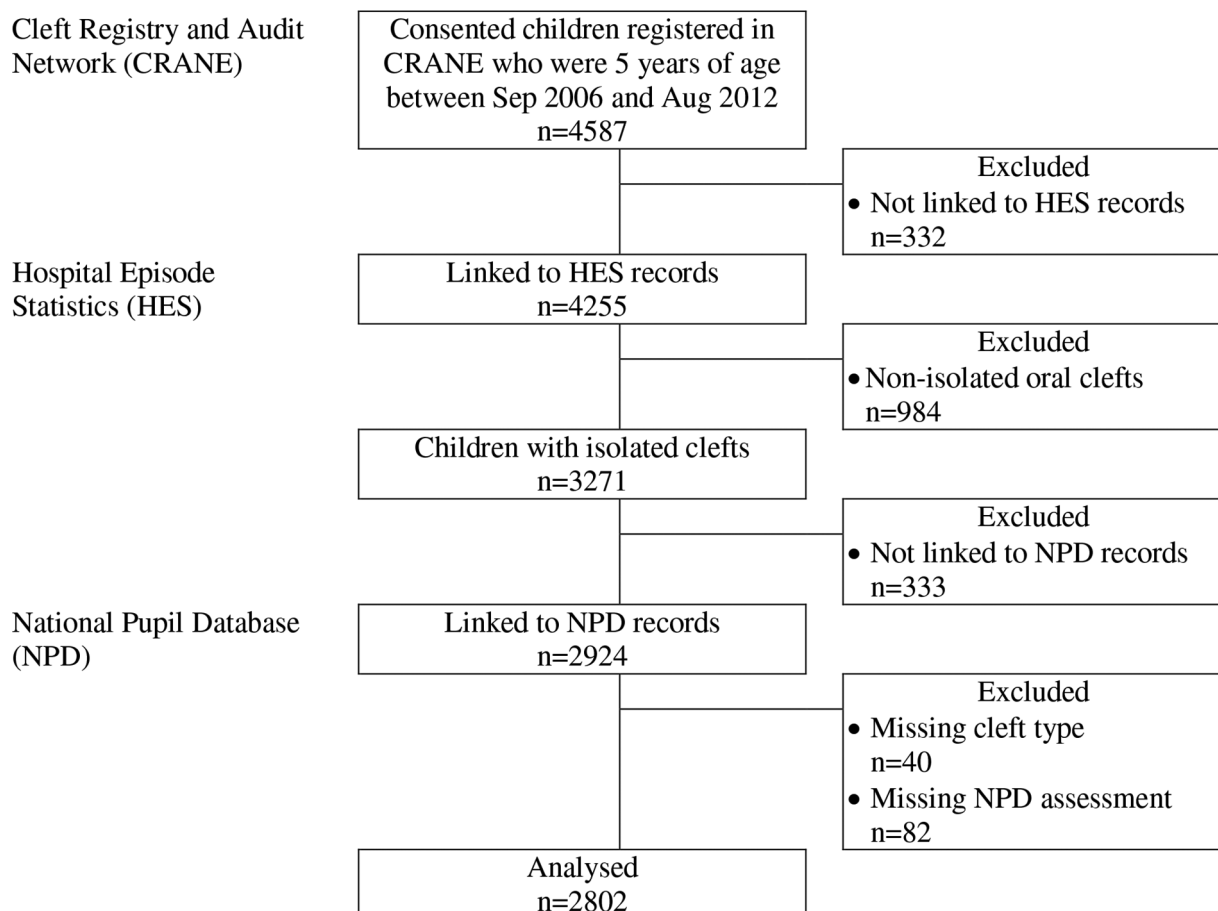 Cleft Registry and Audit
Network (CRANE)
Consented children registered in
CRANE who were 5 years of age
between Sep 2006 and Aug 2012
n=4587
Excluded
• Not linked to HES records
n=332
Hospital Episode
Statistics (HES)
Linked to HES records
n=4255
Excluded
• Non-isolated oral clefts
n=984
Children with isolated clefts
n=3271
Excluded
• Not linked to NPD records
n=333
National Pupil Database
(NPD)
Linked to NPD records
n=2924
Excluded
• Missing cleft type
n=40
• Missing NPD assessment
n=82
Analysed
n=2802